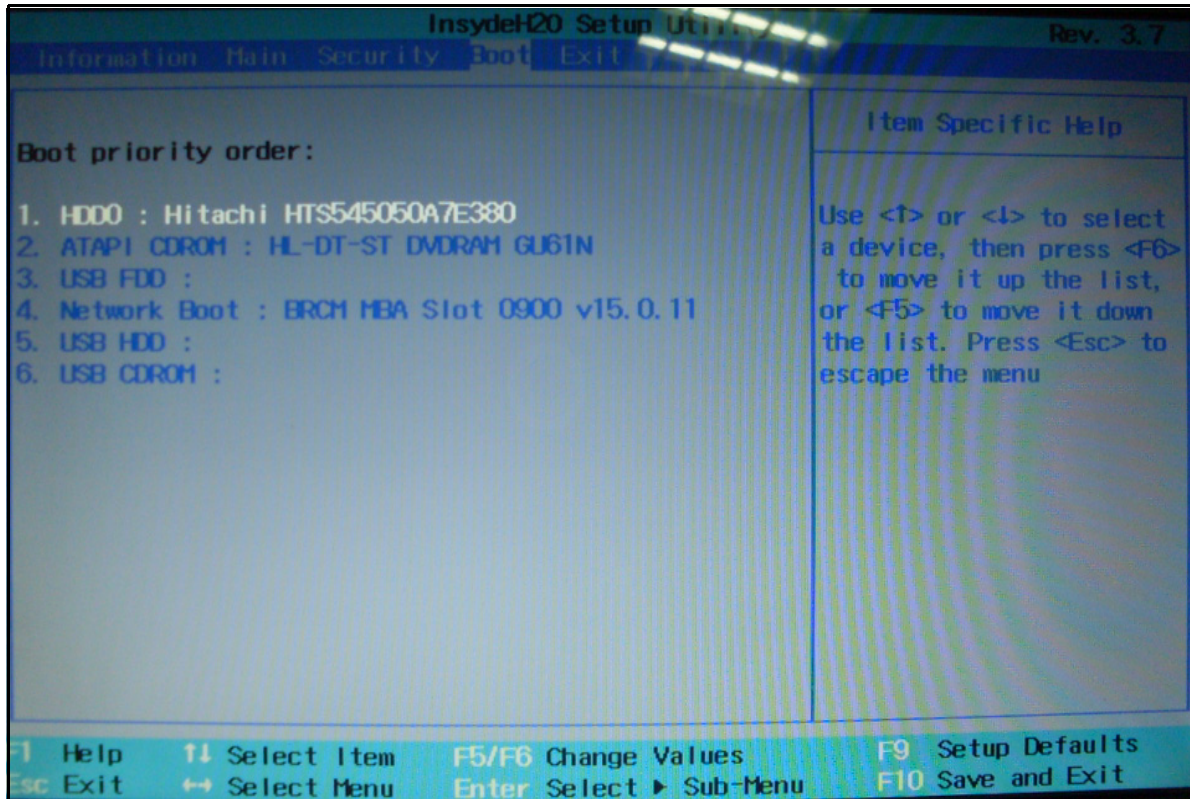 InsydeH20 Setup Utility
Rev. 3.7
Information Main Security Boot Exit
Boot priority order:
1. HDD0 : Hitachi HTS545050A7E380
2. ATAPI CDROM : HL-DT-ST DVDRAM GU61N
3. USB FDD :
4. Network Boot : BRCM MBA Slot 0900 v15.0.11
5. USB HDD :
6. USB CDROM :
Item Specific Help
Use <↑> or <↓> to select
a device, then press <F6>
to move it up the list,
or <F5> to move it down
the list. Press <Esc> to
escape the menu
F1 Help ↑↓ Select Item F5/F6 Change Values F9 Setup Defaults
Esc Exit ↔ Select Menu Enter Select ▶ Sub-Menu F10 Save and Exit